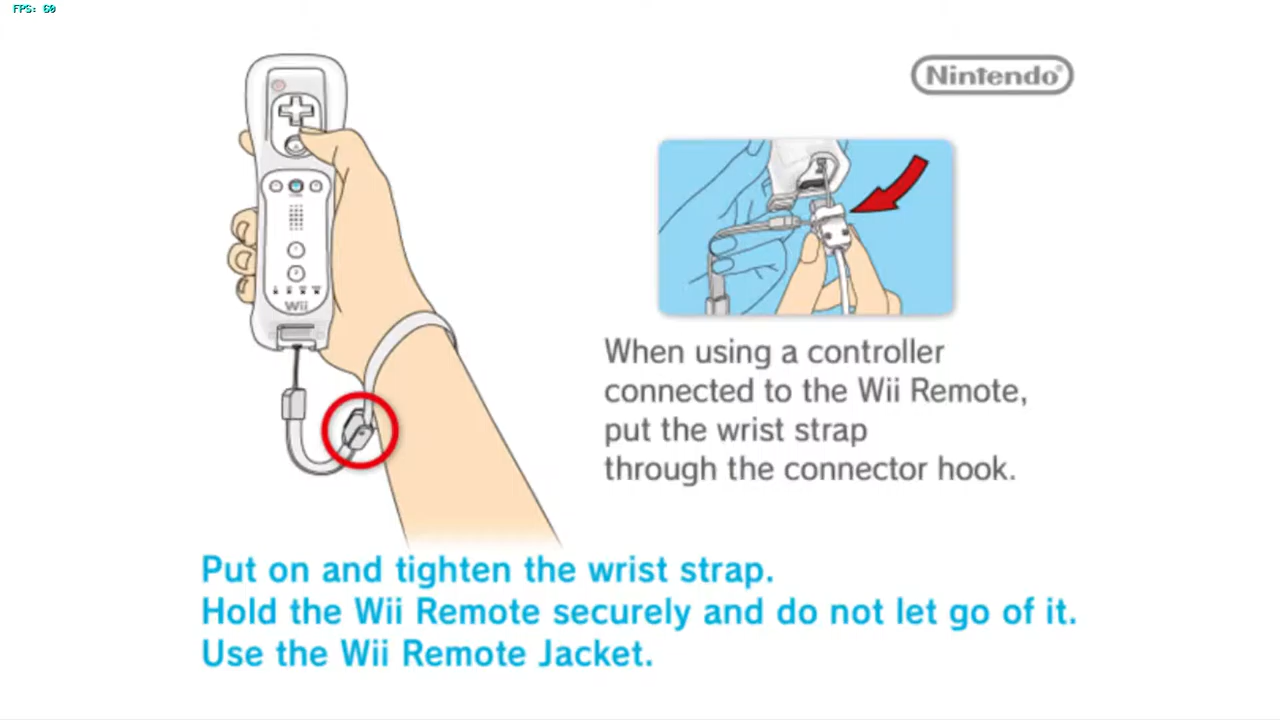 FPS: 60
Nintendo®
Wii
When using a controller
connected to the Wii Remote,
put the wrist strap
through the connector hook.
Put on and tighten the wrist strap.
Hold the Wii Remote securely and do not let go of it.
Use the Wii Remote Jacket.